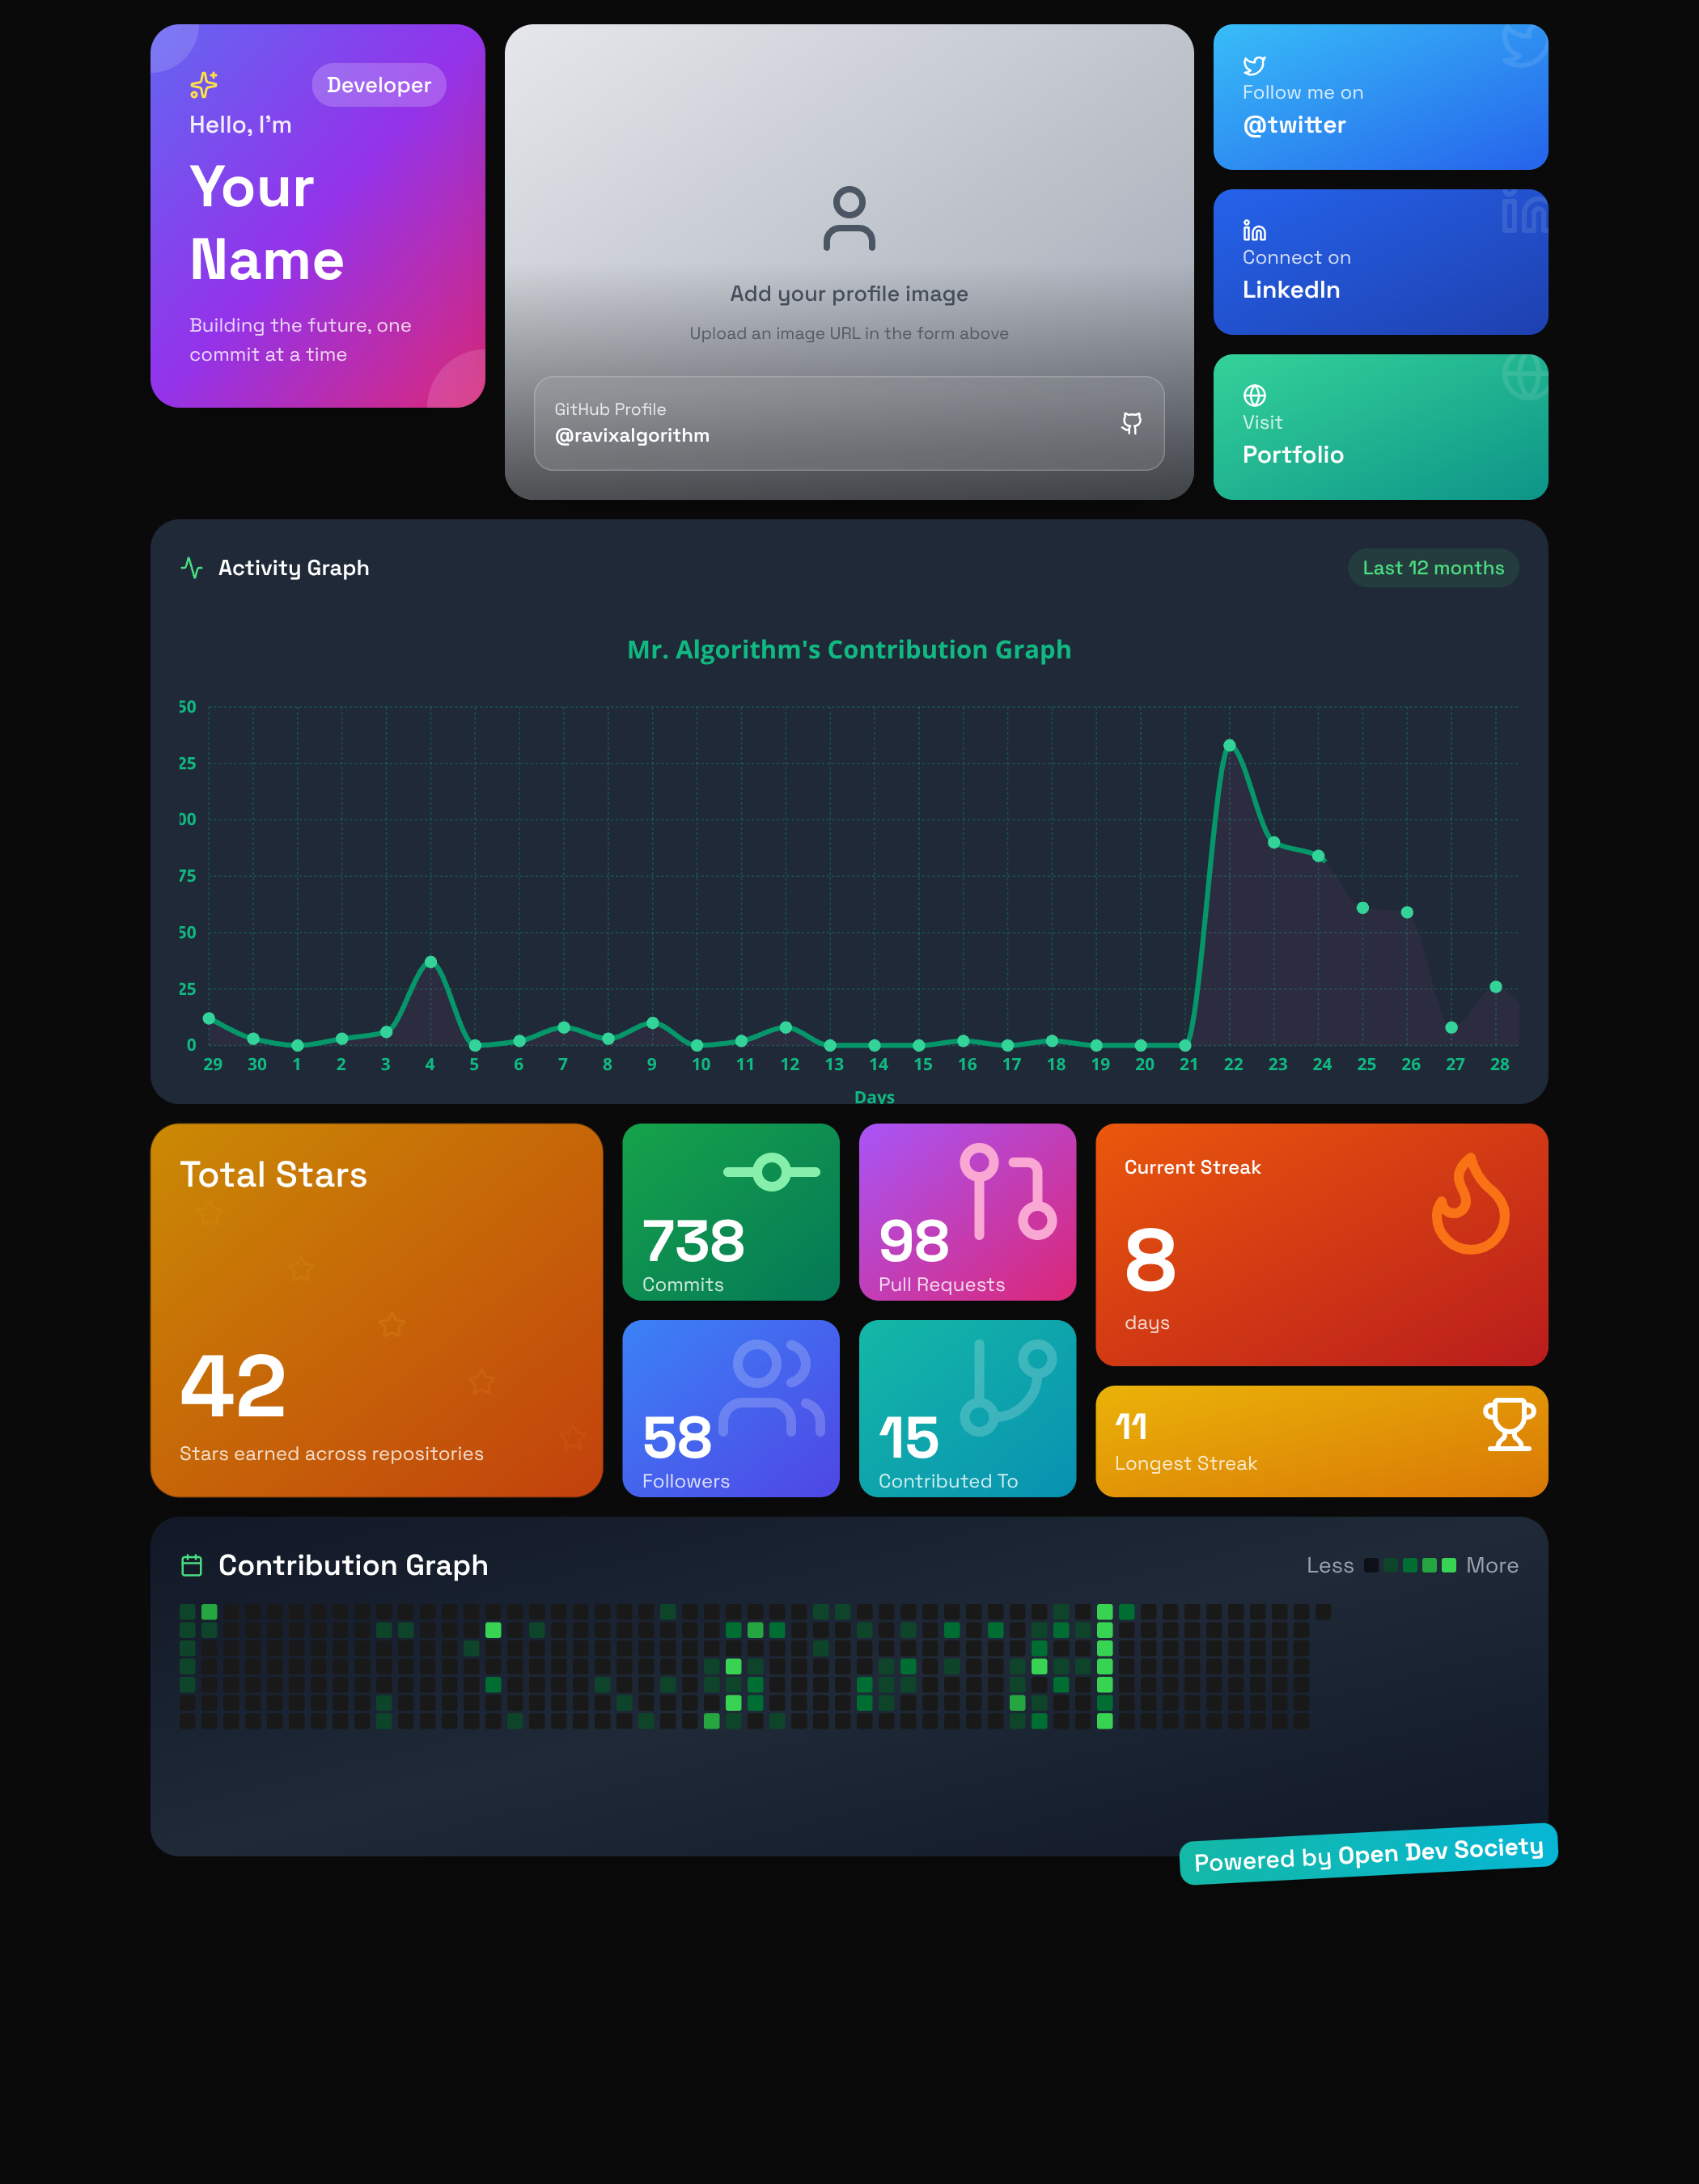 Developer
Hello, I'm
Your
Name
Building the future, one
commit at a time
Add your profile image
Upload an image URL in the form above
GitHub Profile
@ravixalgorithm
Follow me on
@twitter
Connect on
LinkedIn
Visit
Portfolio
Activity Graph
Last 12 months
Mr. Algorithm's Contribution Graph
50
25
00
75
50
25
0
29 30 1 2 3 4 5 6 7 8 9 10 11 12 13 14 15 16 17 18 19 20 21 22 23 24 25 26 27 28
Days
Total Stars
42
Stars earned across repositories
738
Commits
98
Pull Requests
58
Followers
15
Contributed To
Current Streak
8
days
11
Longest Streak
Contribution Graph
Less More
Powered by Open Dev Society